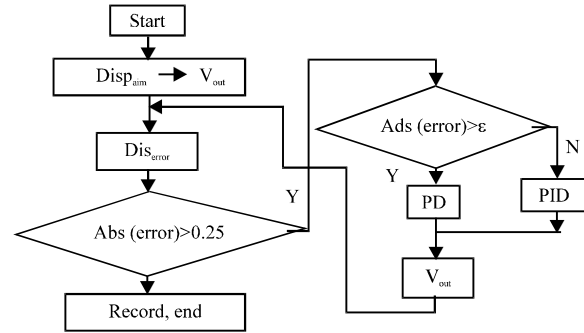 Start
Disp_aim → V_out
Dis_error
Abs (error)>0.25
Y
Record, end
Ads (error)>ε
Y
N
PD
PID
V_out